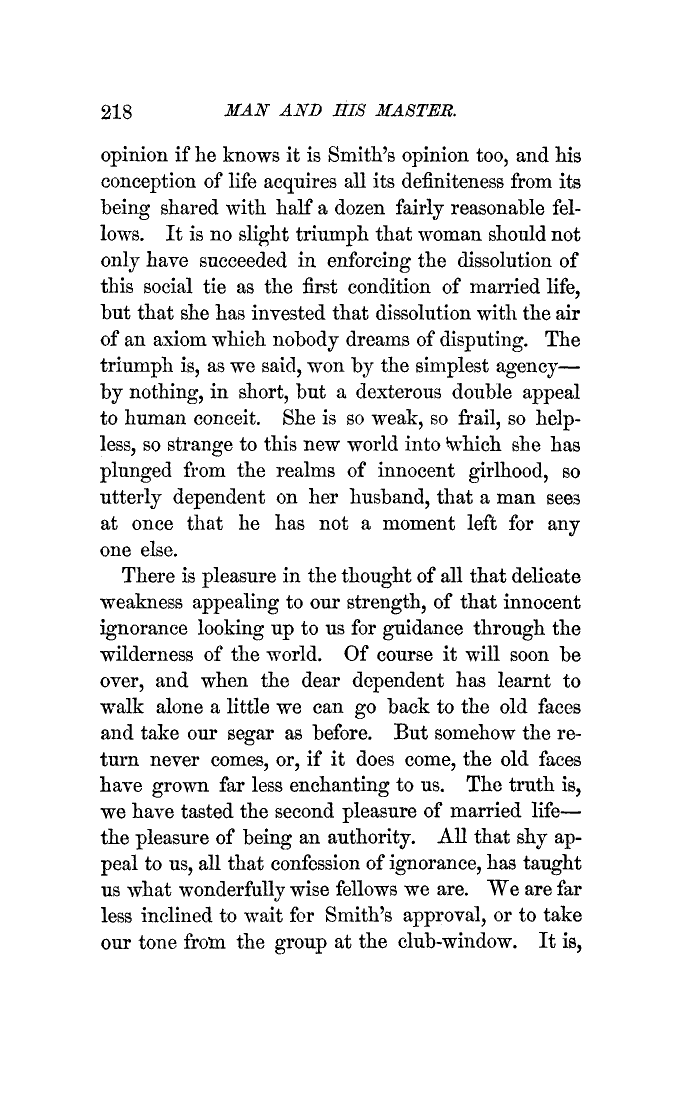 218 MAN AND HIS MASTER.
opinion if he knows it is Smith's opinion too, and his
conception of life acquires all its definiteness from its
being shared with half a dozen fairly reasonable fel-
lows. It is no slight triumph that woman should not
only have succeeded in enforcing the dissolution of
this social tie as the first condition of married life,
but that she has invested that dissolution with the air
of an axiom which nobody dreams of disputing. The
triumph is, as we said, won by the simplest agency—
by nothing, in short, but a dexterous double appeal
to human conceit. She is so weak, so frail, so help-
less, so strange to this new world into which she has
plunged from the realms of innocent girlhood, so
utterly dependent on her husband, that a man sees
at once that he has not a moment left for any
one else.
There is pleasure in the thought of all that delicate
weakness appealing to our strength, of that innocent
ignorance looking up to us for guidance through the
wilderness of the world. Of course it will soon be
over, and when the dear dependent has learnt to
walk alone a little we can go back to the old faces
and take our segar as before. But somehow the re-
turn never comes, or, if it does come, the old faces
have grown far less enchanting to us. The truth is,
we have tasted the second pleasure of married life—
the pleasure of being an authority. All that shy ap-
peal to us, all that confession of ignorance, has taught
us what wonderfully wise fellows we are. We are far
less inclined to wait for Smith's approval, or to take
our tone from the group at the club-window. It is,